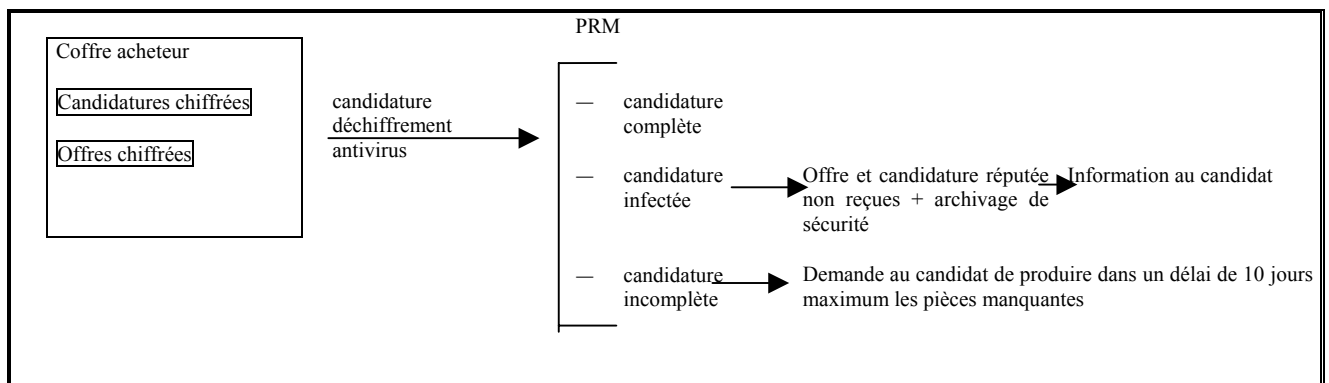 PRM
Coffre acheteur
Candidatures chiffrées
Offres chiffrées
candidature
déchiffrement
antivirus
— candidature
complète
— candidature
infectée
Offre et candidature réputée
non reçues + archivage de
sécurité
Information au candidat
— candidature
incomplète
Demande au candidat de produire dans un délai de 10 jours
maximum les pièces manquantes